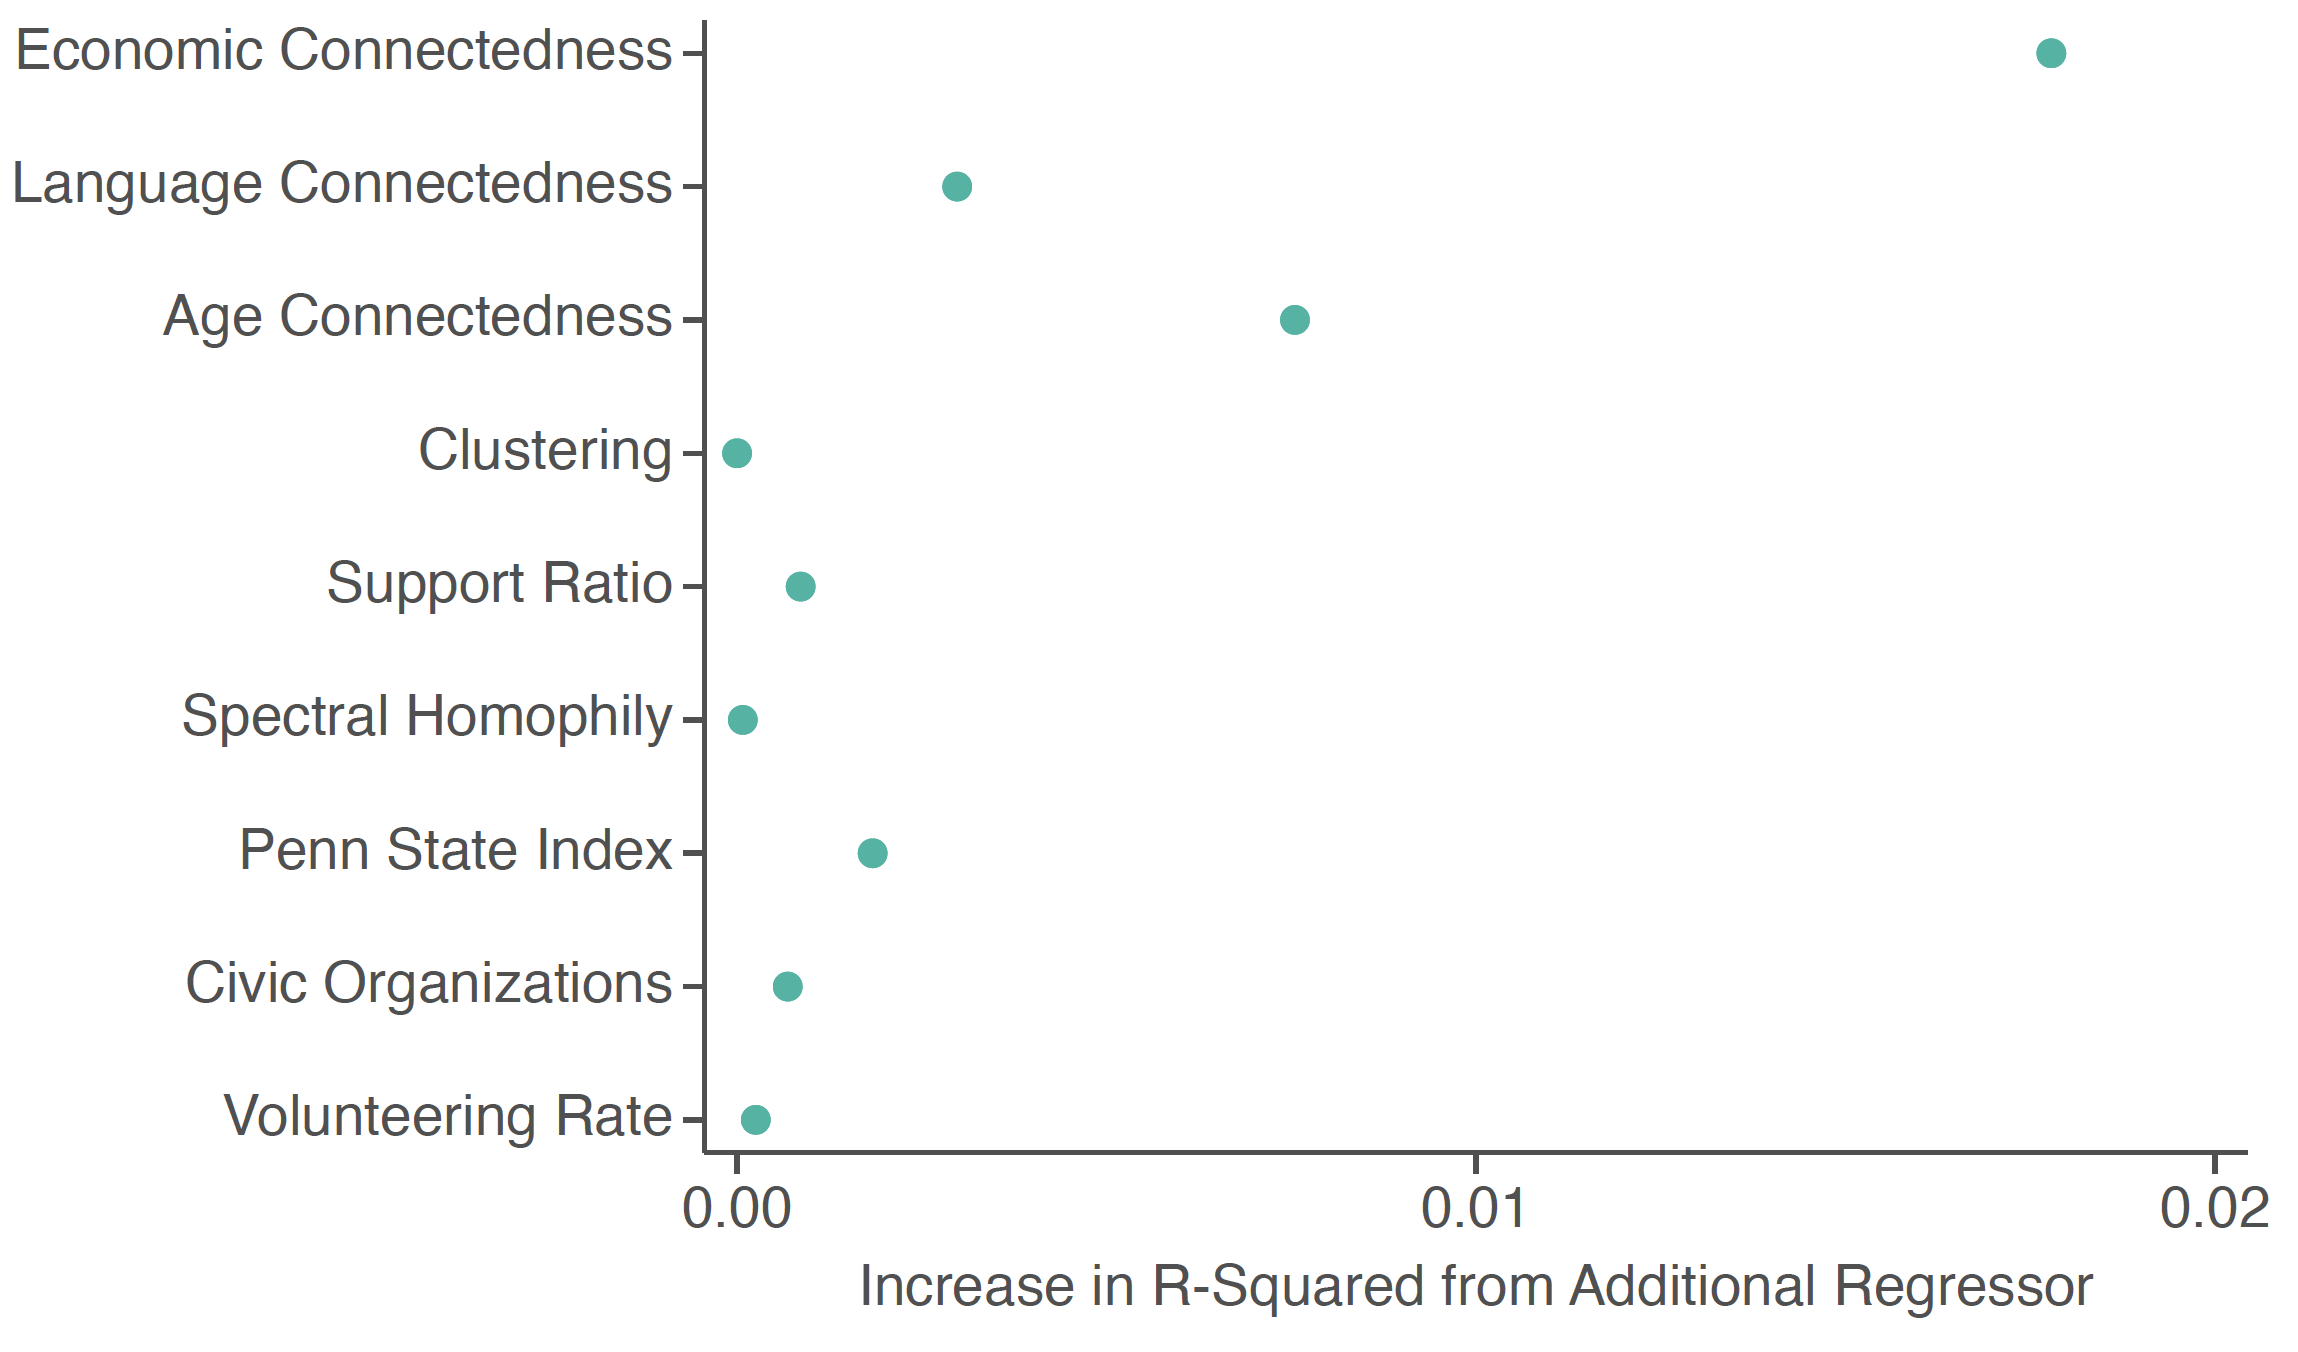 Economic Connectedness
Language Connectedness
Age Connectedness
Clustering
Support Ratio
Spectral Homophily
Penn State Index
Civic Organizations
Volunteering Rate
0.00 0.01 0.02
Increase in R-Squared from Additional Regressor